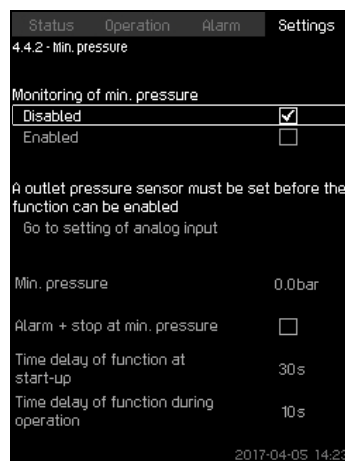 Status Operation Alarm Settings
4.4.2 - Min. pressure
Monitoring of min. pressure
Disabled
Enabled
A outlet pressure sensor must be set before the
function can be enabled
Go to setting of analog input
Min. pressure 0.0bar
Alarm + stop at min. pressure
Time delay of function at
start-up 30s
Time delay of function during
operation 10s
2017-04-05 14:23